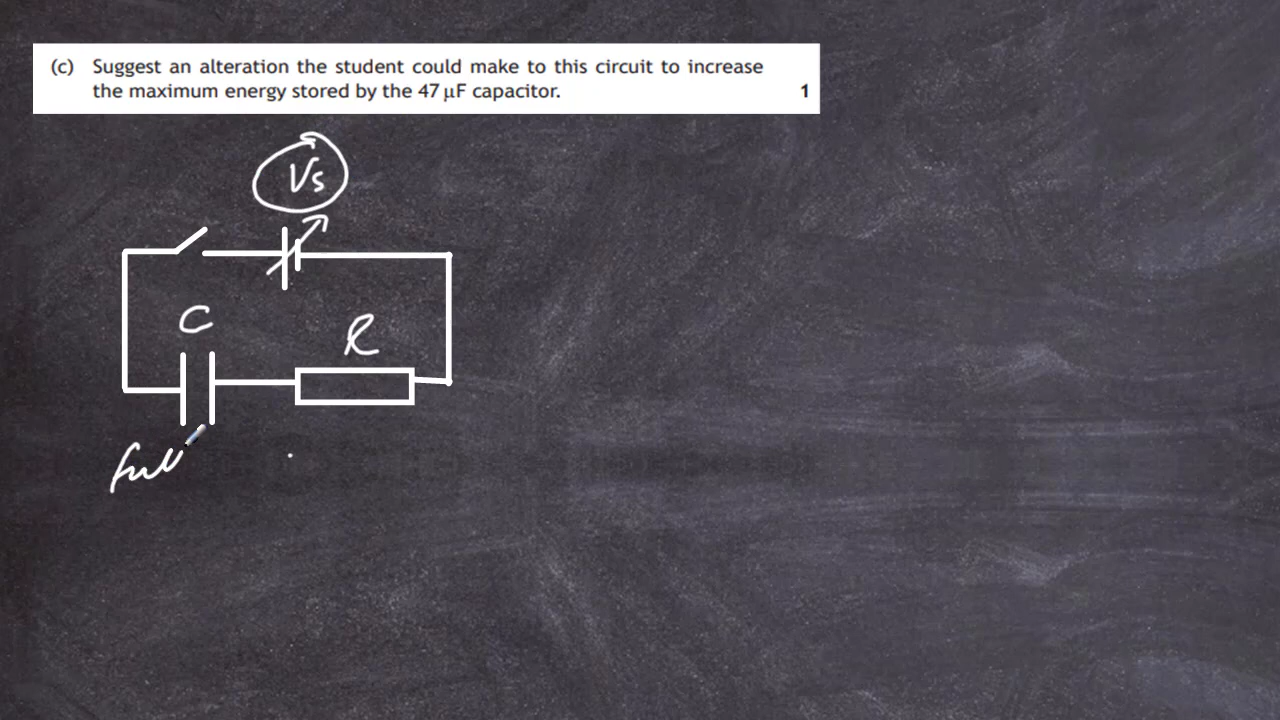 (c) Suggest an alteration the student could make to this circuit to increase
the maximum energy stored by the 47 μF capacitor. 1
Vs
C
R
full